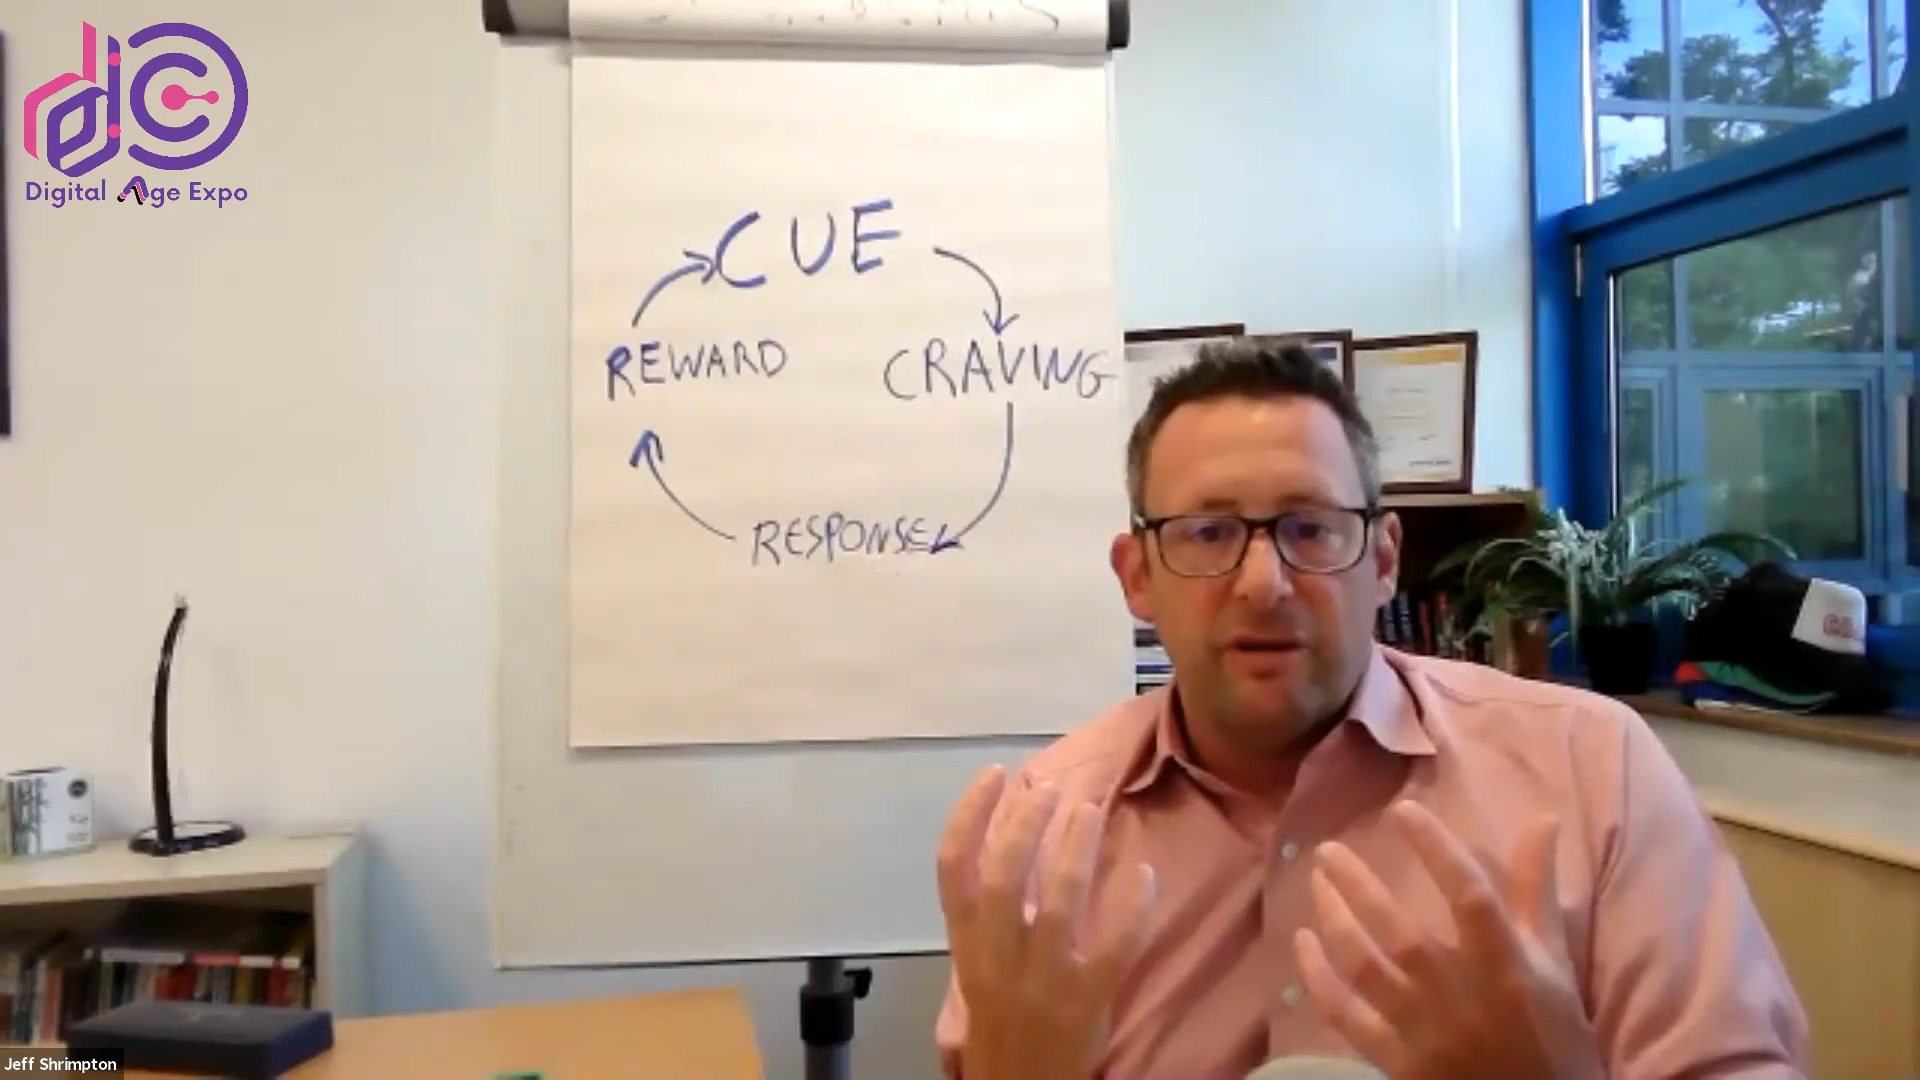 Digital Age Expo
CUE
REWARD
CRAVING
RESPONSE
Jeff Shrimpton